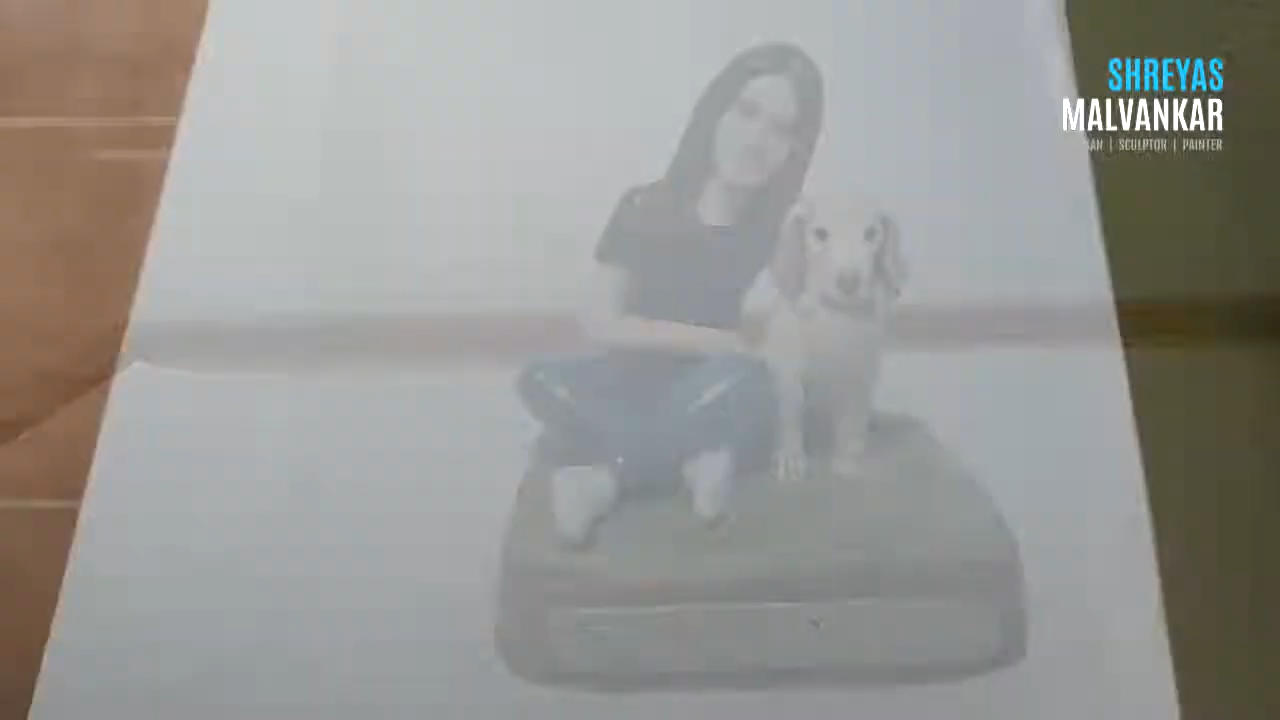 SHREYAS
MALVANKAR
| SCULPTOR | PAINTER